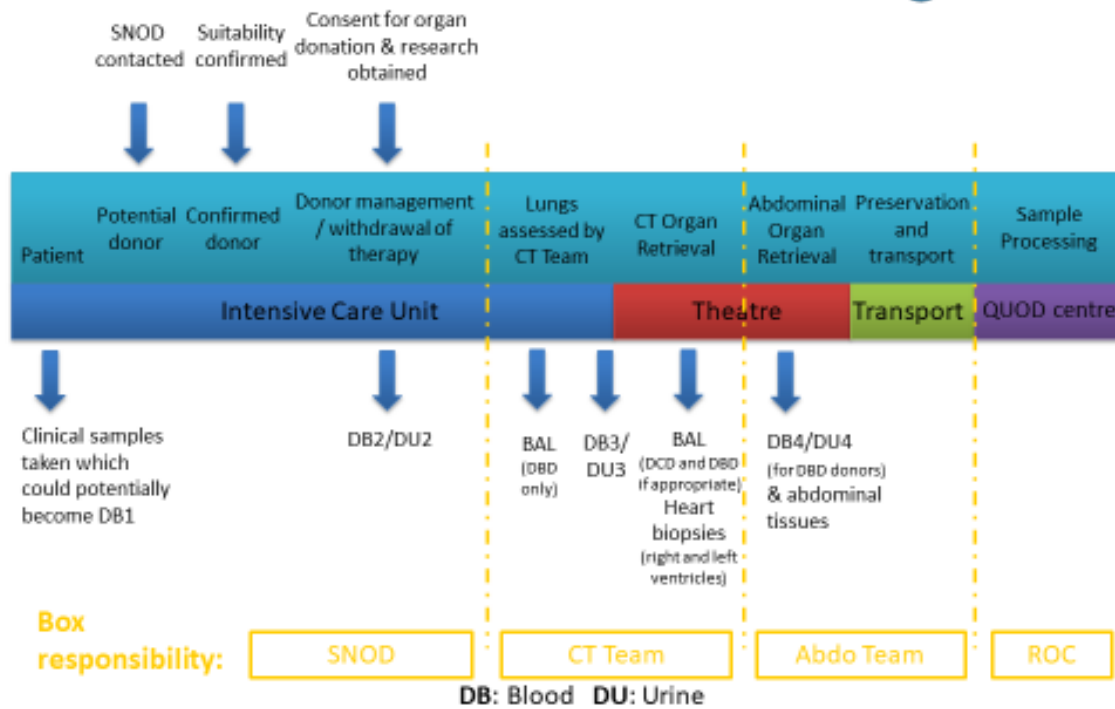 SNOD
contacted
Suitability
confirmed
Consent for organ
donation & research
obtained
Patient
Potential
donor
Confirmed
donor
Donor management
/ withdrawal of
therapy
Lungs
assessed by
CT Team
CT Organ
Retrieval
Abdominal
Organ
Retrieval
Preservation
and
transport
Sample
Processing
Intensive Care Unit
Theatre
Transport
QUOD centre
Clinical samples
taken which
could potentially
become DB1
DB2/DU2
BAL
(DBD
only)
DB3/
DU3
BAL
(DCD and DBD
if appropriate)
Heart
biopsies
(right and left
ventricles)
DB4/DU4
(for DBD donors)
& abdominal
tissues
Box
responsibility:
SNOD
CT Team
Abdo Team
ROC
DB: Blood DU: Urine